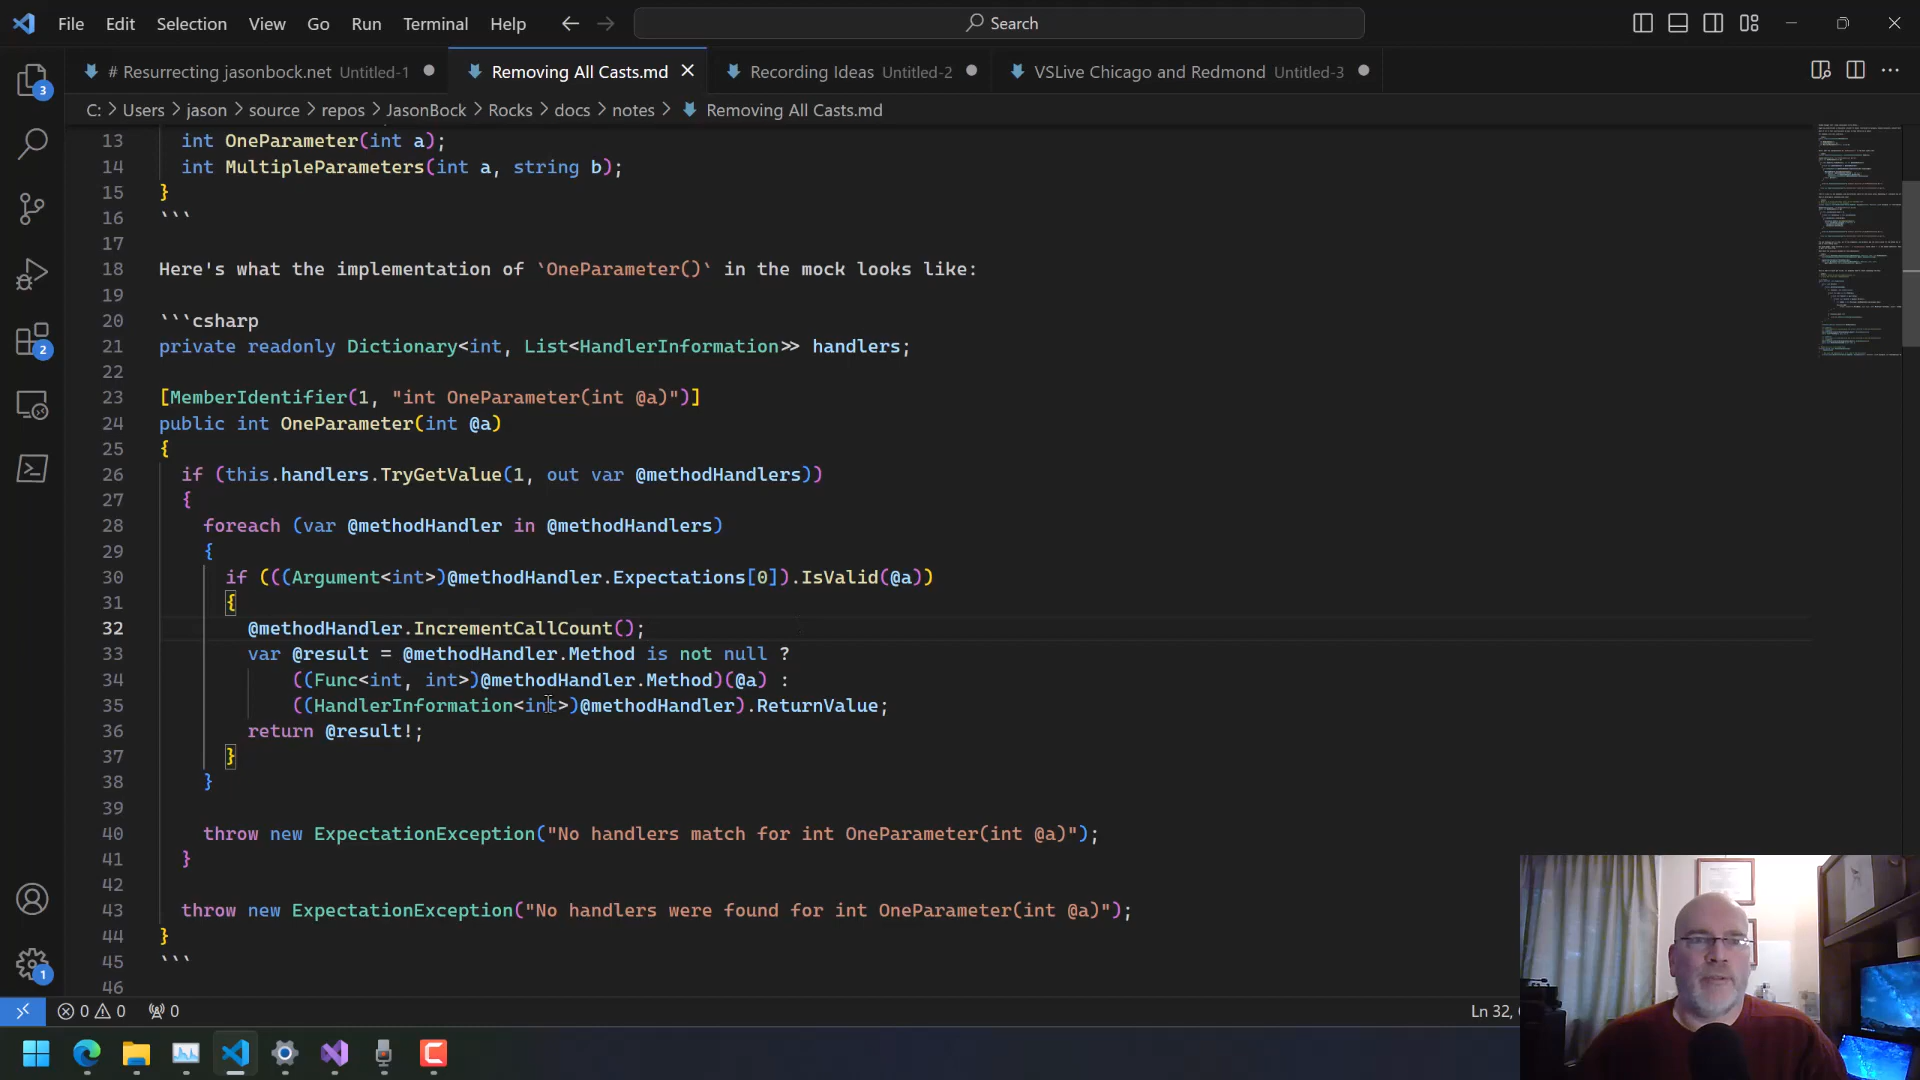 File Edit Selection View Go Run Terminal Help Search
# Resurrecting jasonbock.net Untitled-1 Removing All Casts.md Recording Ideas Untitled-2 VSLive Chicago and Redmond Untitled-3
C: > Users > jason > source > repos > JasonBock > Rocks > docs > notes > Removing All Casts.md
13 int OneParameter(int a);
14 int MultipleParameters(int a, string b);
15 }
16 ```
17
18 Here's what the implementation of `OneParameter()` in the mock looks like:
19
20 ```csharp
21 private readonly Dictionary<int, List<HandlerInformation>> handlers;
22
23 [MemberIdentifier(1, "int OneParameter(int @a)")]
24 public int OneParameter(int @a)
25 {
26 if (this.handlers.TryGetValue(1, out var @methodHandlers))
27 {
28 foreach (var @methodHandler in @methodHandlers)
29 {
30 if (((Argument<int>)@methodHandler.Expectations[0]).IsValid(@a))
31 {
32 @methodHandler.IncrementCallCount();
33 var @result = @methodHandler.Method is not null ?
34 ((Func<int, int>)@methodHandler.Method)(@a) :
35 ((HandlerInformation<int>)@methodHandler).ReturnValue;
36 return @result!;
37 }
38 }
39
40 throw new ExpectationException("No handlers match for int OneParameter(int @a)");
41 }
42
43 throw new ExpectationException("No handlers were found for int OneParameter(int @a)");
44 }
45 ```
46
3
2
1
0 0 0 Ln 32,